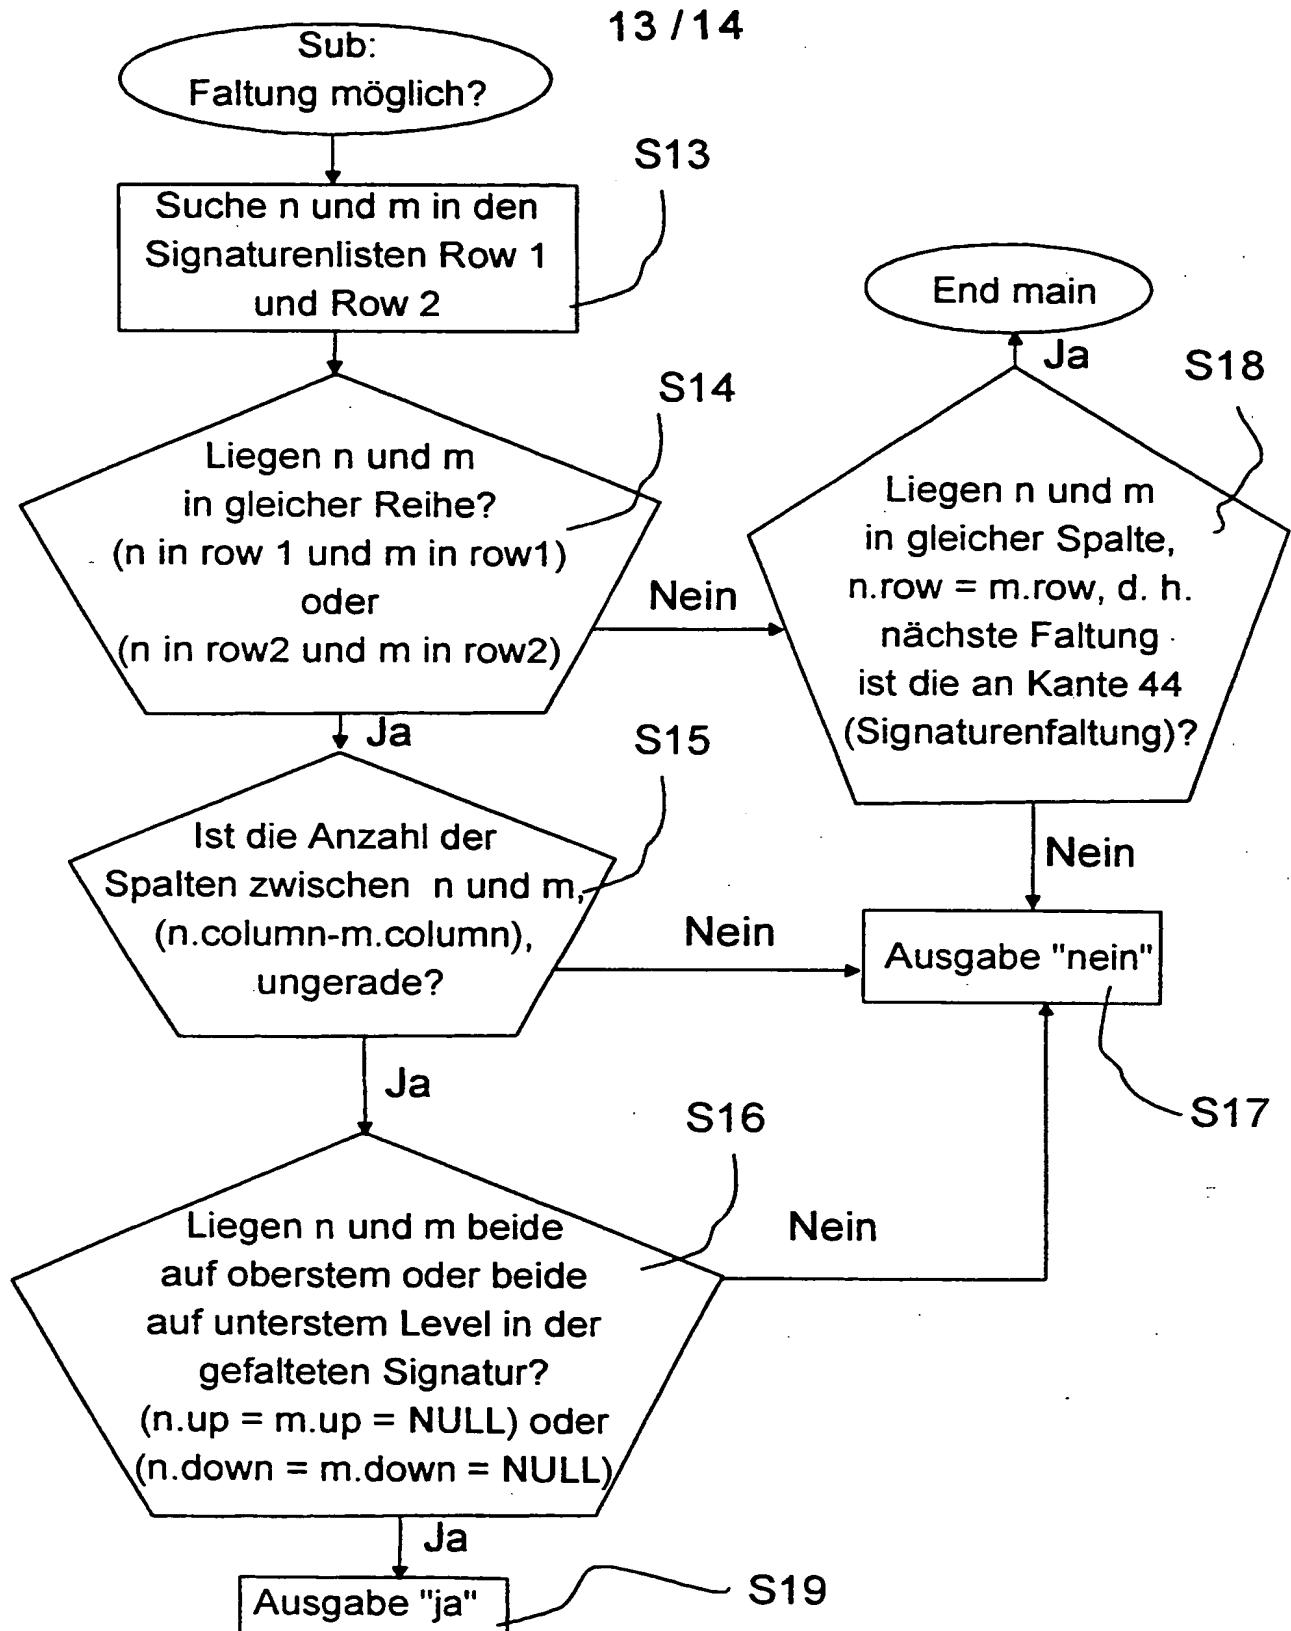 13 / 14
Sub:
Faltung möglich?
S13
Suche n und m in den
Signaturenlisten Row 1
und Row 2
End main
Ja
S18
S14
Liegen n und m
in gleicher Reihe?
(n in row 1 und m in row1)
oder
(n in row2 und m in row2)
Nein
Liegen n und m
in gleicher Spalte,
n.row = m.row, d. h.
nächste Faltung
ist die an Kante 44
(Signaturenfaltung)?
Ja
S15
Nein
Ist die Anzahl der
Spalten zwischen n und m,
(n.column-m.column),
ungerade?
Nein
Ausgabe "nein"
Ja
S16
S17
Liegen n und m beide
auf oberstem oder beide
auf unterstem Level in der
gefalteten Signatur?
(n.up = m.up = NULL) oder
(n.down = m.down = NULL)
Nein
Ja
Ausgabe "ja"
S19